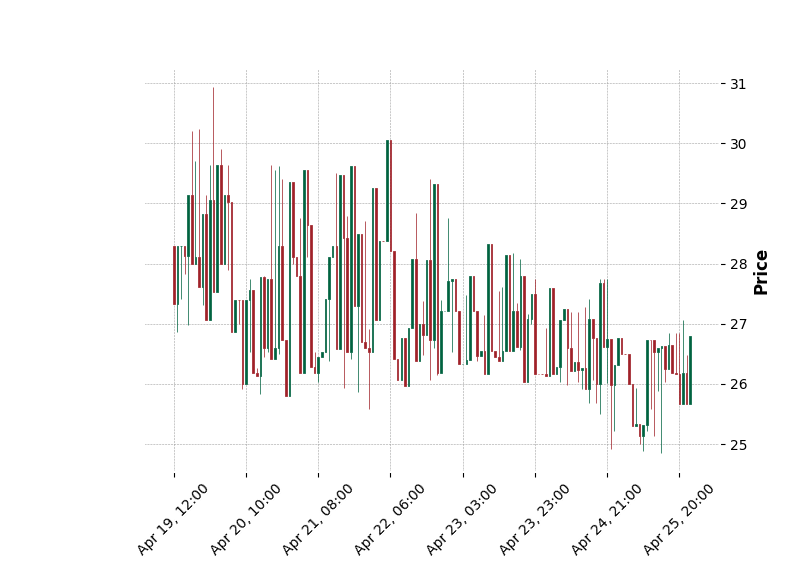 31
30
29
28
27
26
25
Price
Apr 19, 12:00
Apr 20, 10:00
Apr 21, 08:00
Apr 22, 06:00
Apr 23, 03:00
Apr 23, 23:00
Apr 24, 21:00
Apr 25, 20:00